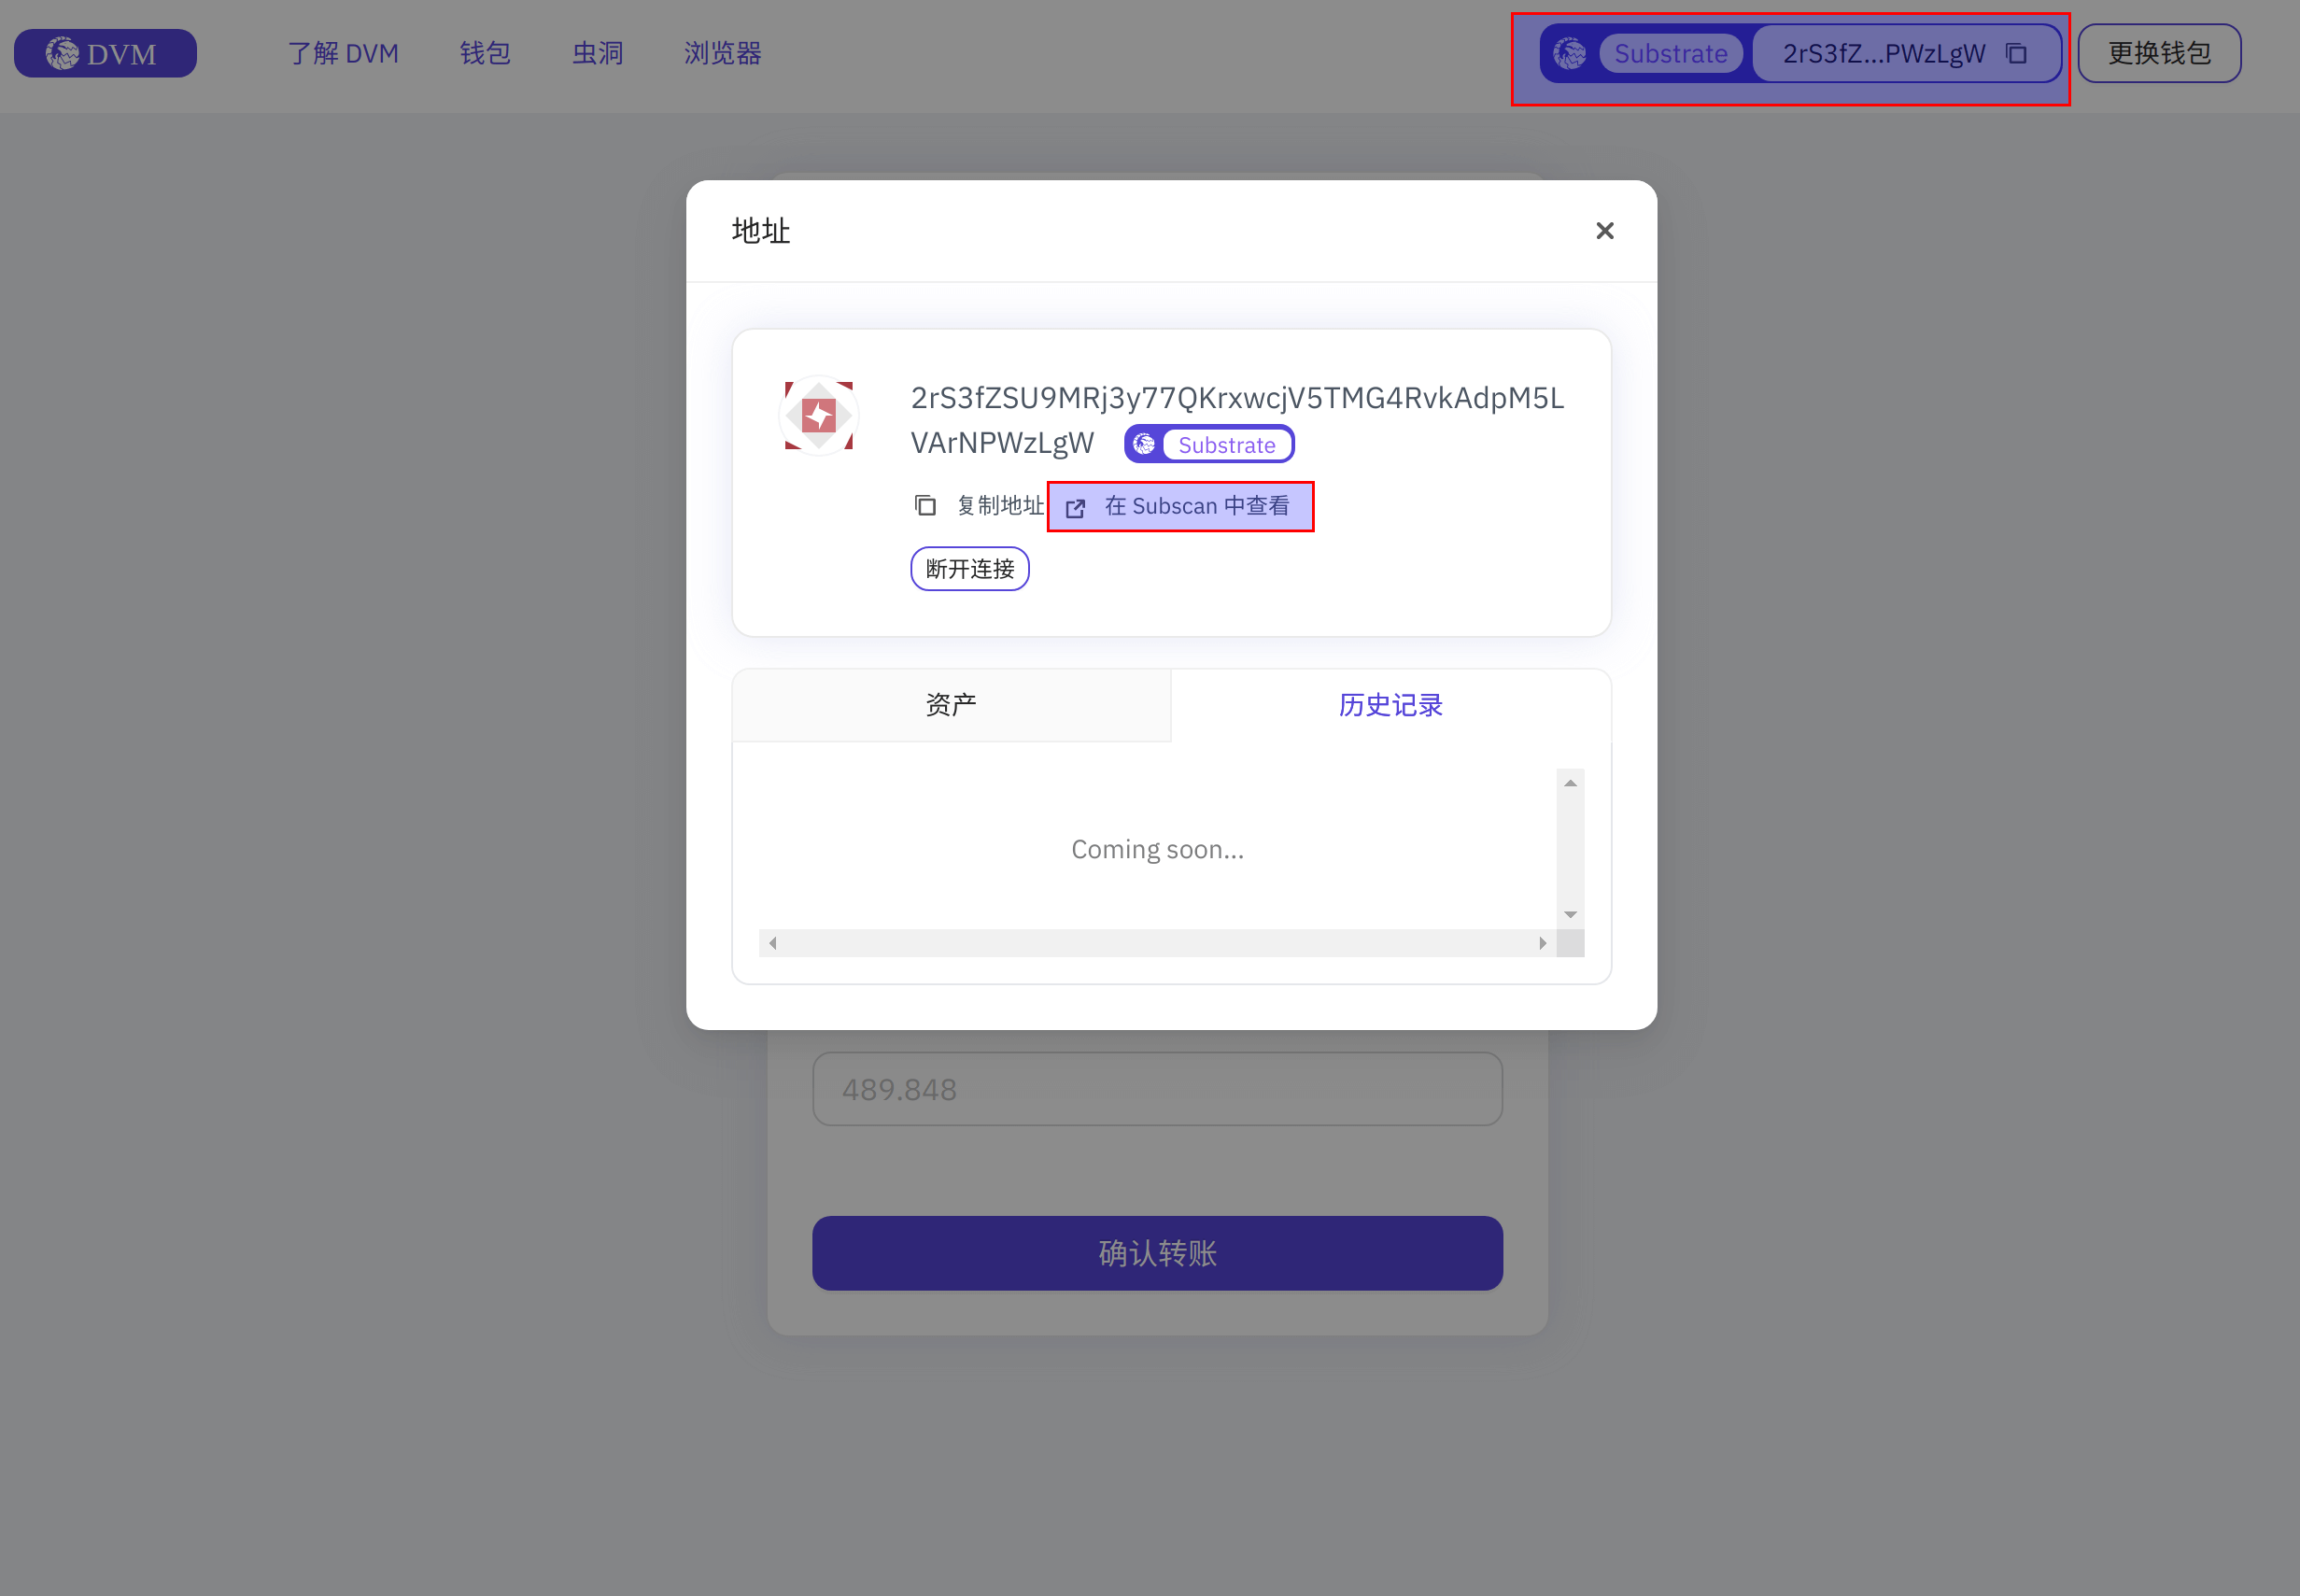 DVM
了解 DVM
钱包
虫洞
浏览器
Substrate
2rS3fZ...PWzLgW
更换钱包
地址
2rS3fZSU9MRj3y77QKrxwcjV5TMG4RvkAdpM5L
VArNPWzLgW
Substrate
复制地址
在 Subscan 中查看
断开连接
资产
历史记录
Coming soon...
489.848
确认转账